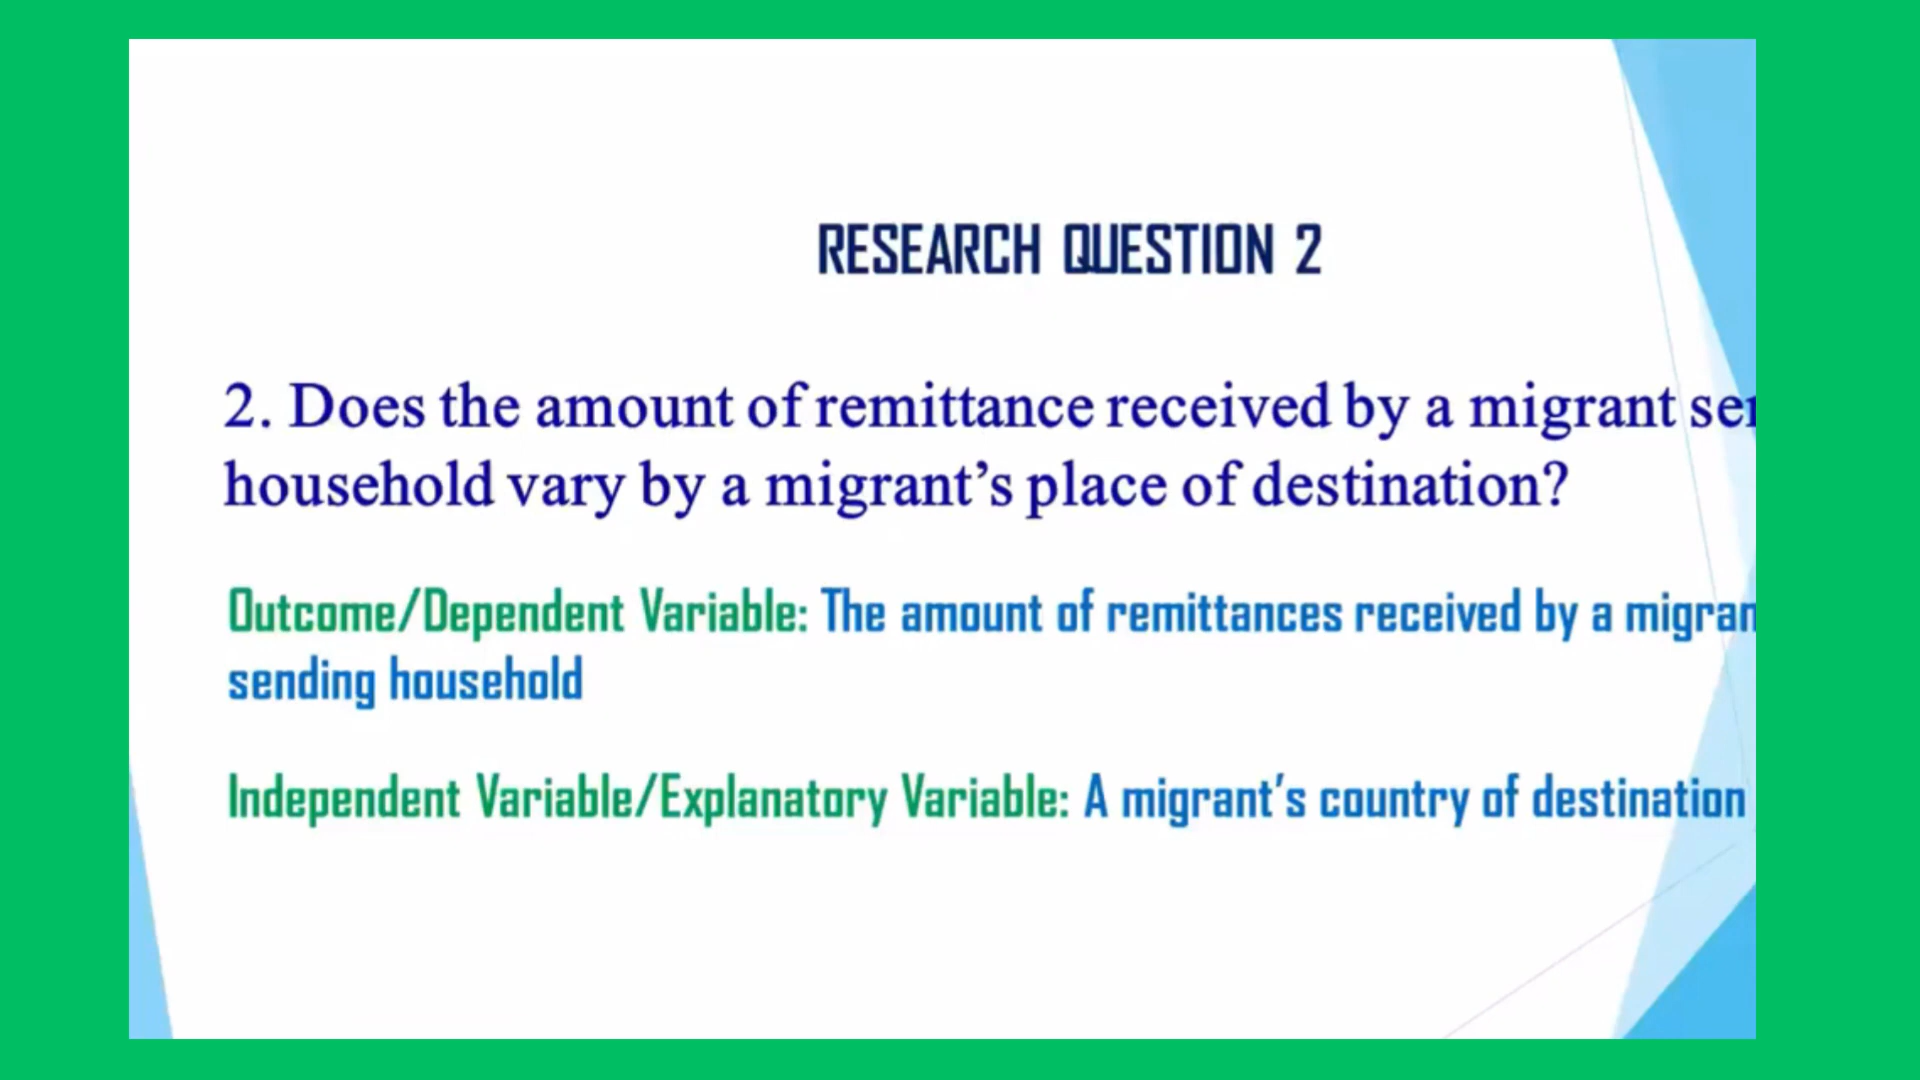 RESEARCH QUESTION 2
2. Does the amount of remittance received by a migrant
household vary by a migrant’s place of destination?
Outcome/Dependent Variable: The amount of remittances received by a
sending household
Independent Variable/Explanatory Variable: A migrant’s country of destination